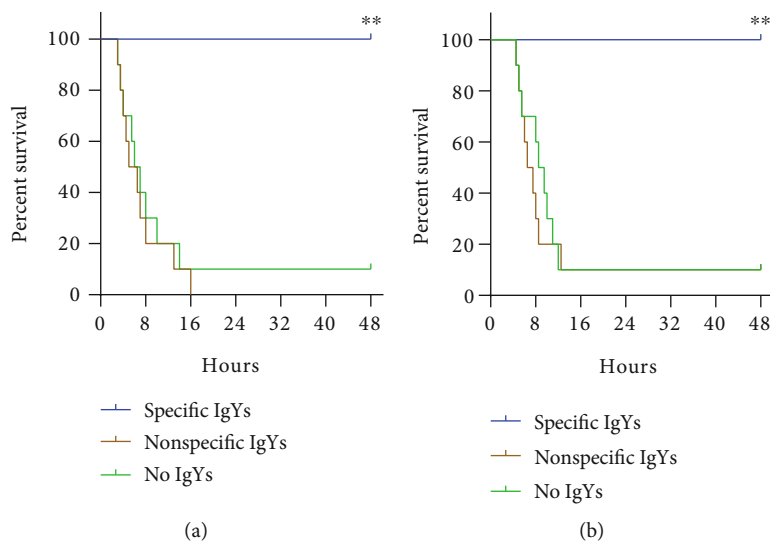 **
100
80
60
40
20
0
Percent survival
0 8 16 24 32 40 48
Hours
Specific IgYs
Nonspecific IgYs
No IgYs
(a)
**
100
80
60
40
20
0
Percent survival
0 8 16 24 32 40 48
Hours
Specific IgYs
Nonspecific IgYs
No IgYs
(b)